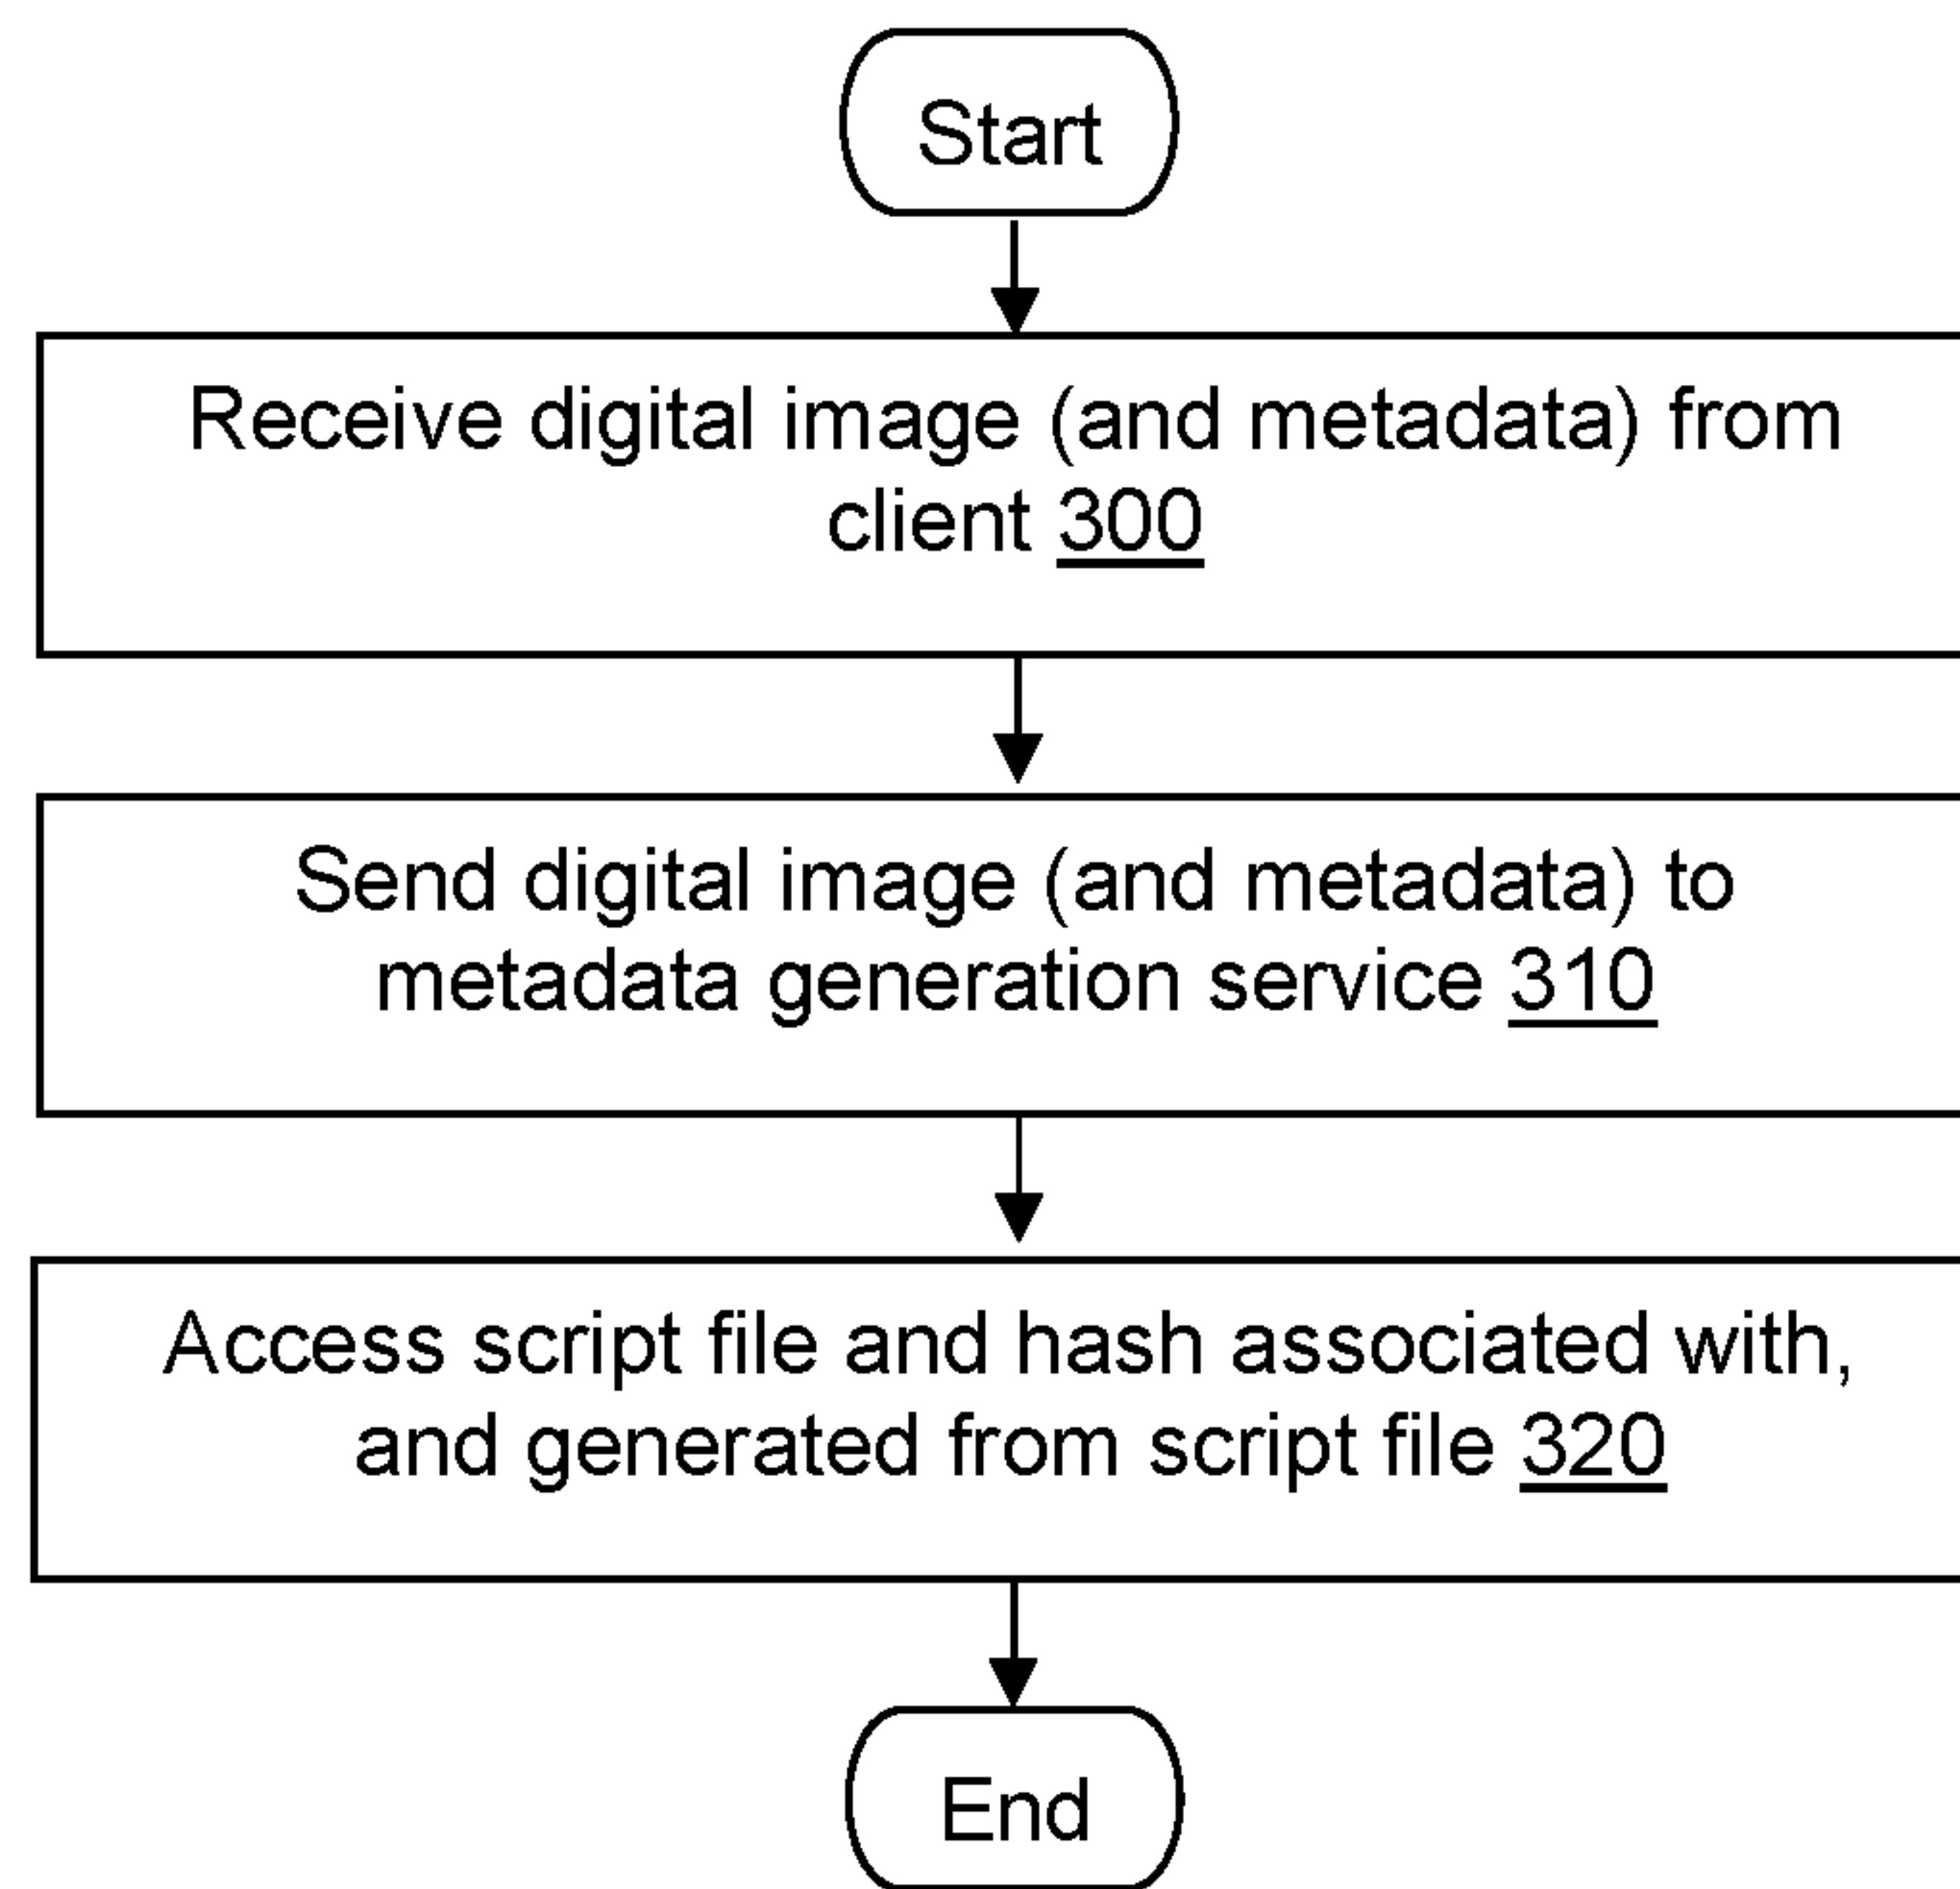 Start
Receive digital image (and metadata) from
client 300
Send digital image (and metadata) to
metadata generation service 310
Access script file and hash associated with,
and generated from script file 320
End